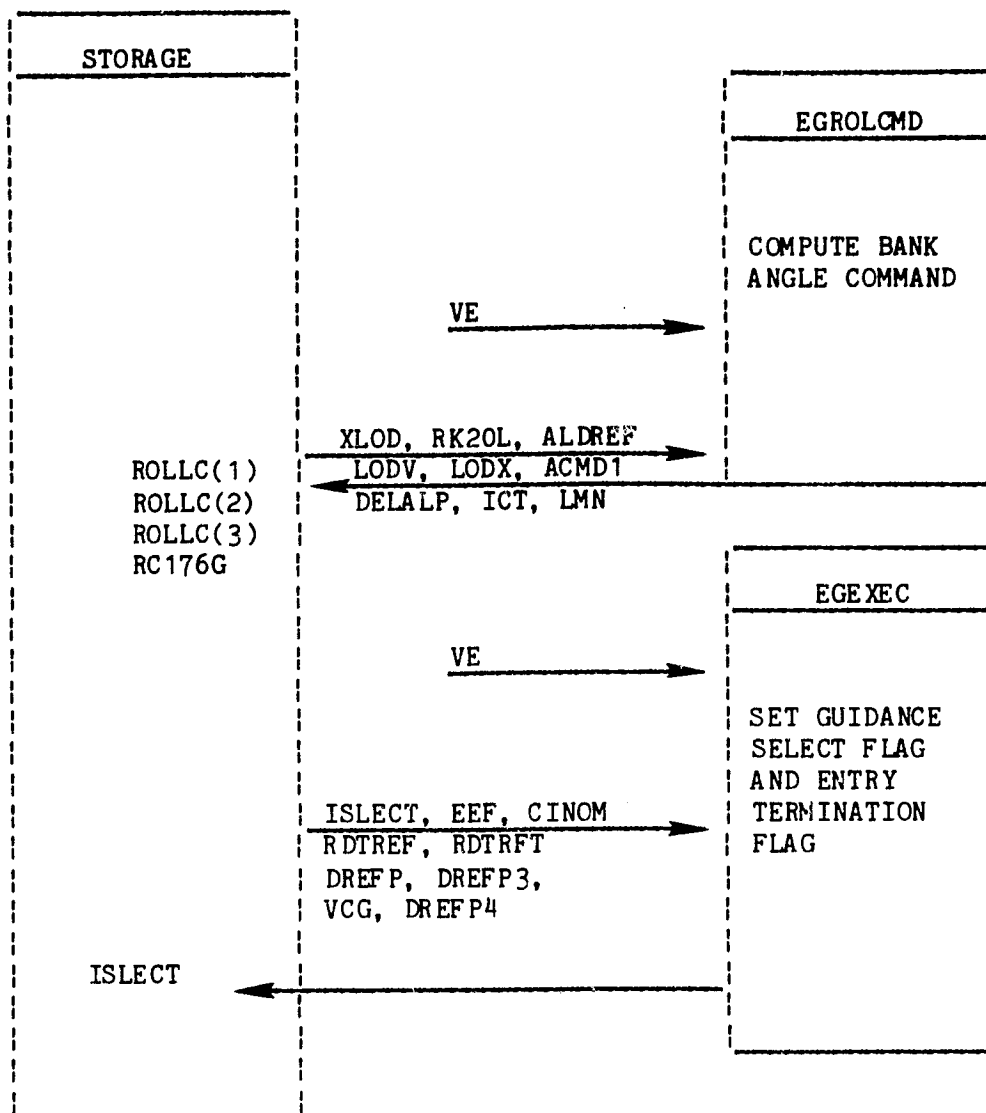 STORAGE
EGROLCMD
COMPUTE BANK
ANGLE COMMAND
VE
XLOD, RK20L, ALDREF
LODV, LODX, ACMD1
DELALP, ICT, LMN
ROLLC(1)
ROLLC(2)
ROLLC(3)
RC176G
EGEXEC
VE
SET GUIDANCE
SELECT FLAG
AND ENTRY
TERMINATION
FLAG
ISLECT, EEF, CINOM
RDTREF, RDTRFT
DREFP, DREFP3,
VCG, DREFP4
ISLECT